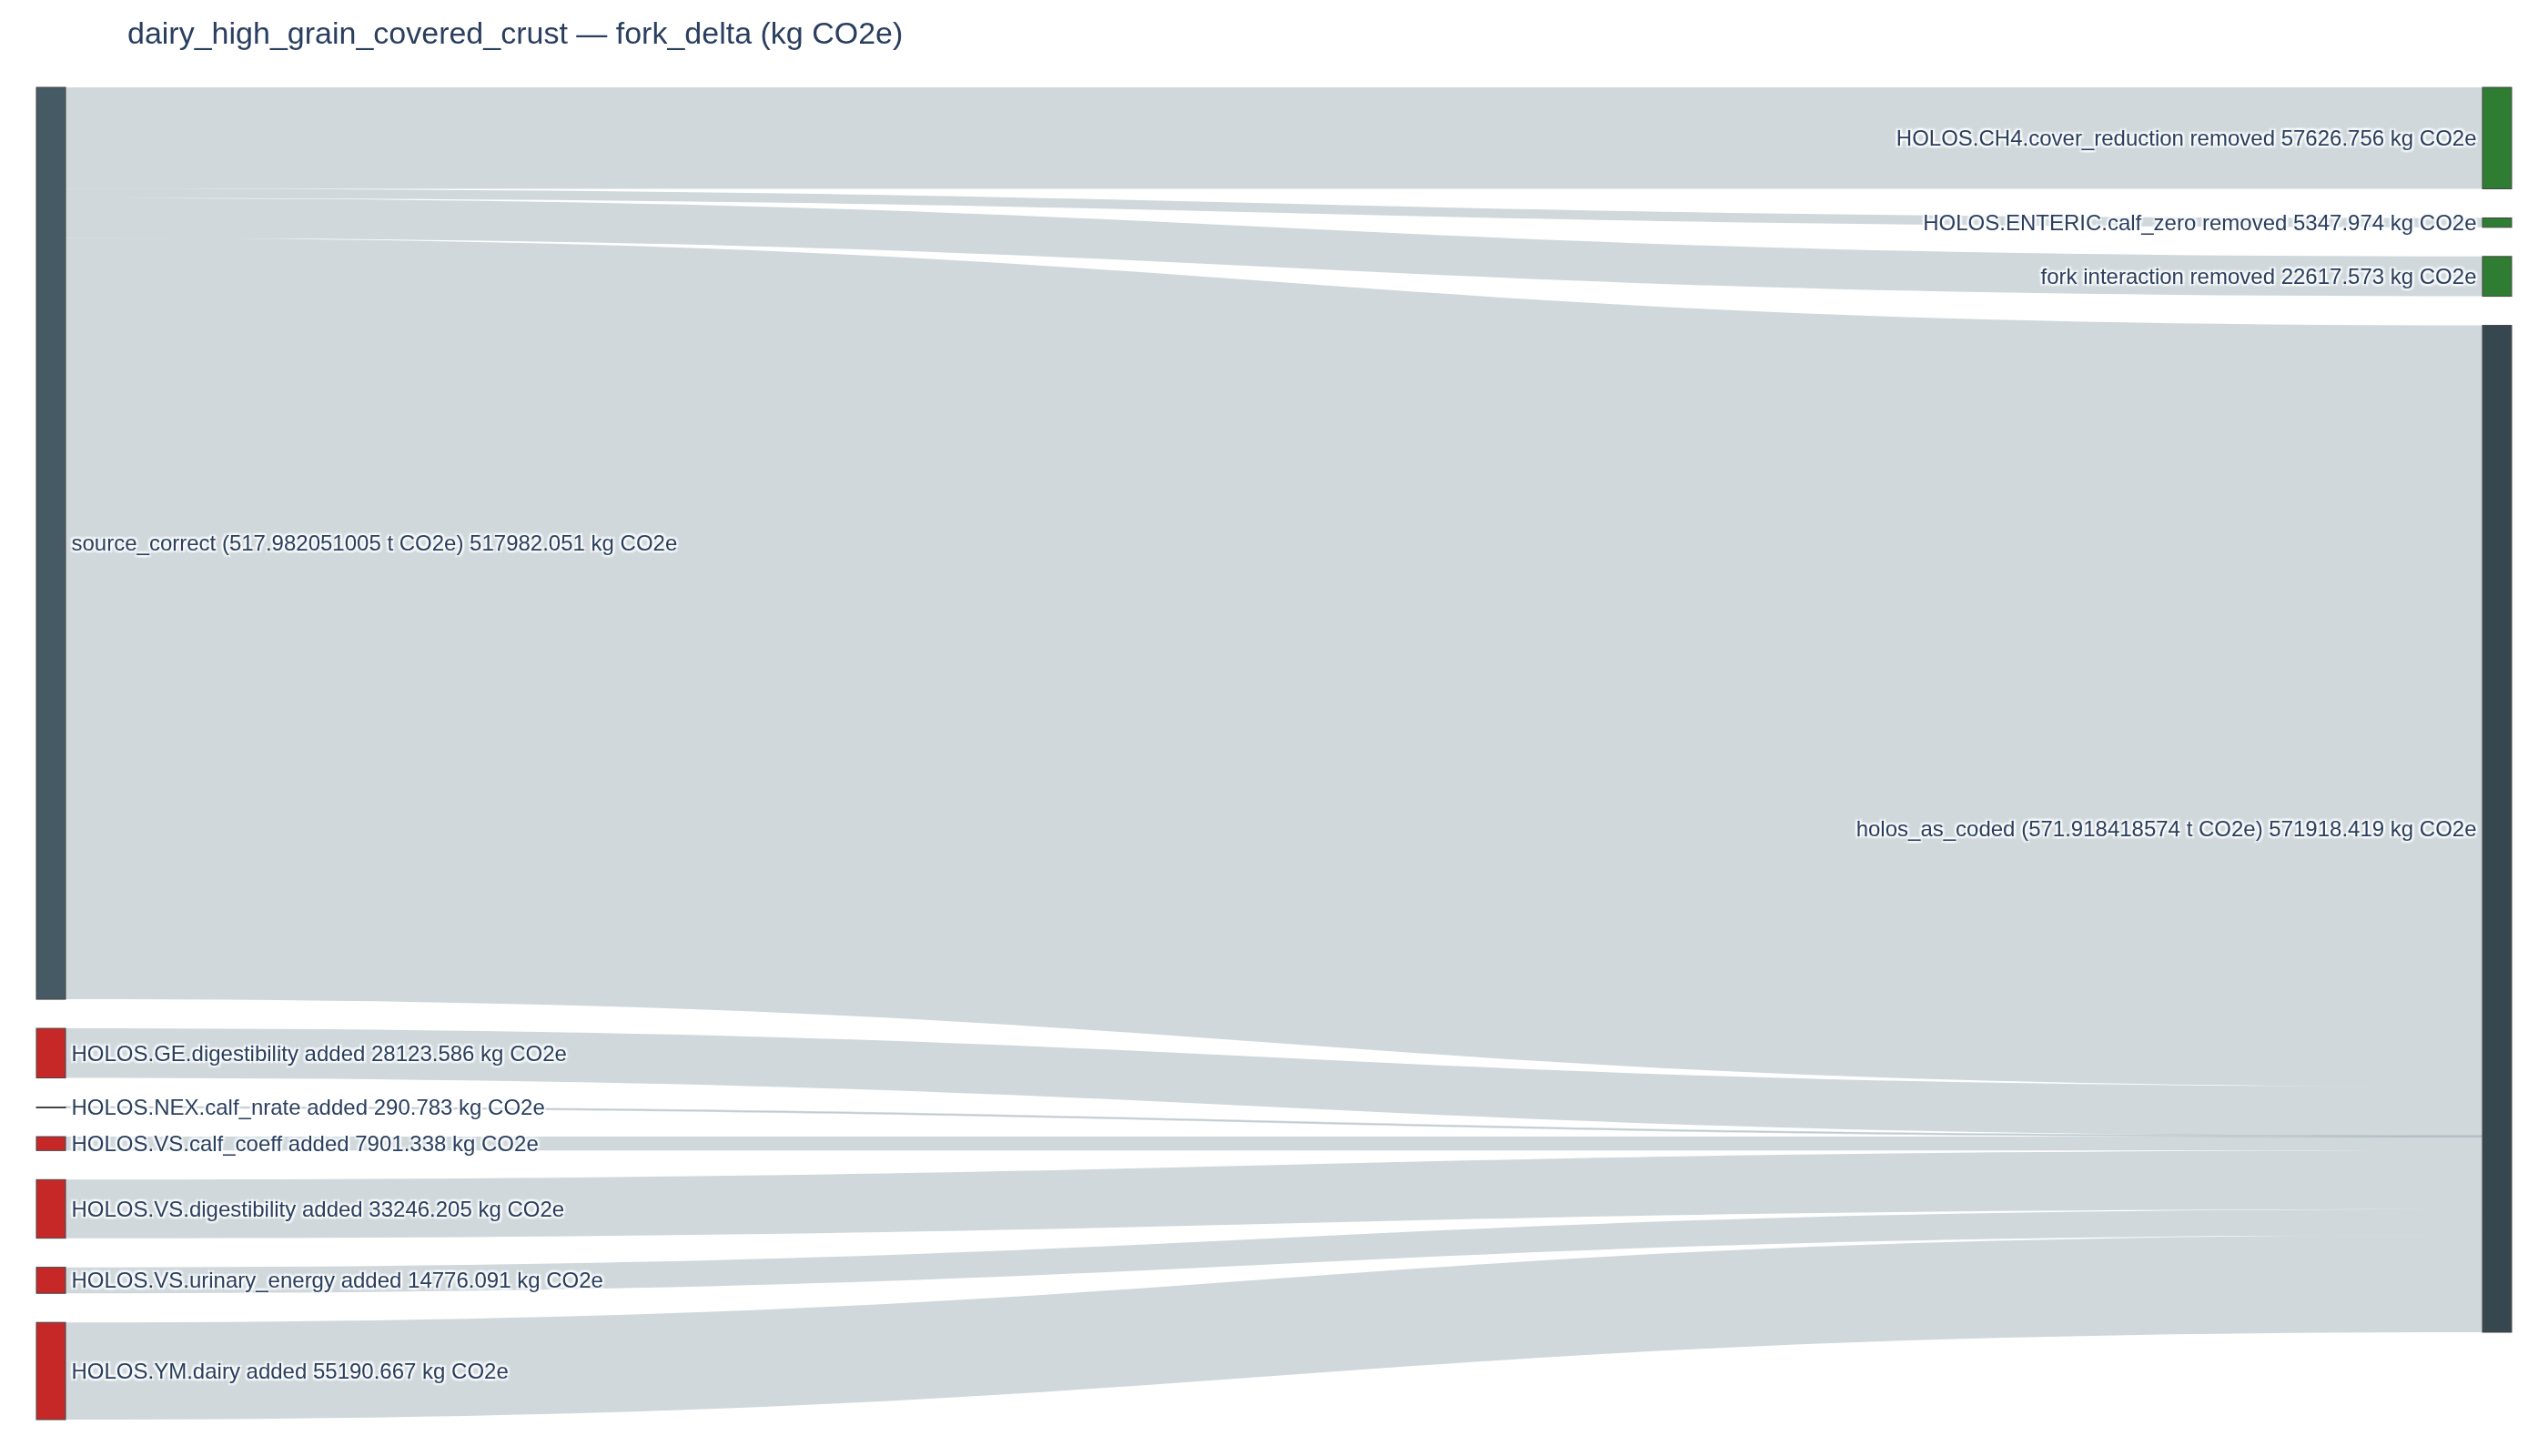 dairy_high_grain_covered_crust — fork_delta (kg CO2e)
HOLOS.CH4.cover_reduction removed 57626.756 kg CO2e
HOLOS.ENTERIC.calf_zero removed 5347.974 kg CO2e
fork interaction removed 22617.573 kg CO2e
source_correct (517.982051005 t CO2e) 517982.051 kg CO2e
holos_as_coded (571.918418574 t CO2e) 571918.419 kg CO2e
HOLOS.GE.digestibility added 28123.586 kg CO2e
HOLOS.NEX.calf_nrate added 290.783 kg CO2e
HOLOS.VS.calf_coeff added 7901.338 kg CO2e
HOLOS.VS.digestibility added 33246.205 kg CO2e
HOLOS.VS.urinary_energy added 14776.091 kg CO2e
HOLOS.YM.dairy added 55190.667 kg CO2e